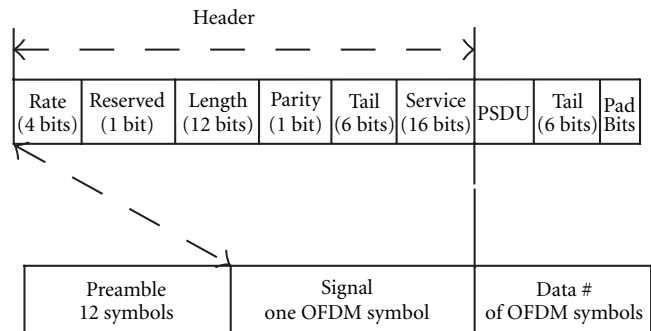 Header
Rate Reserved Length Parity Tail Service PSDU Tail Pad
(4 bits) (1 bit) (12 bits) (1 bit) (6 bits) (16 bits) (6 bits) Bits
Preamble Signal Data #
12 symbols one OFDM symbol of OFDM symbols